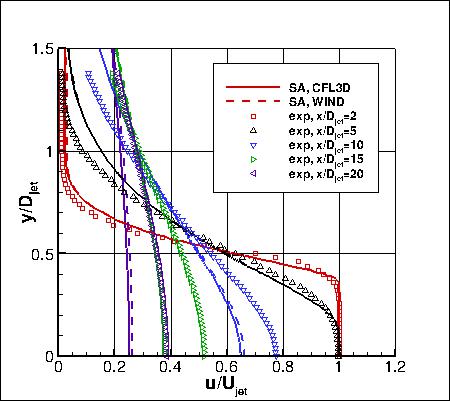 1.5
1
0.5
0
y/Djet
SA, CFL3D
SA, WIND
exp, x/Djet=2
exp, x/Djet=5
exp, x/Djet=10
exp, x/Djet=15
exp, x/Djet=20
0 0.2 0.4 0.6 0.8 1 1.2
u/Ujet